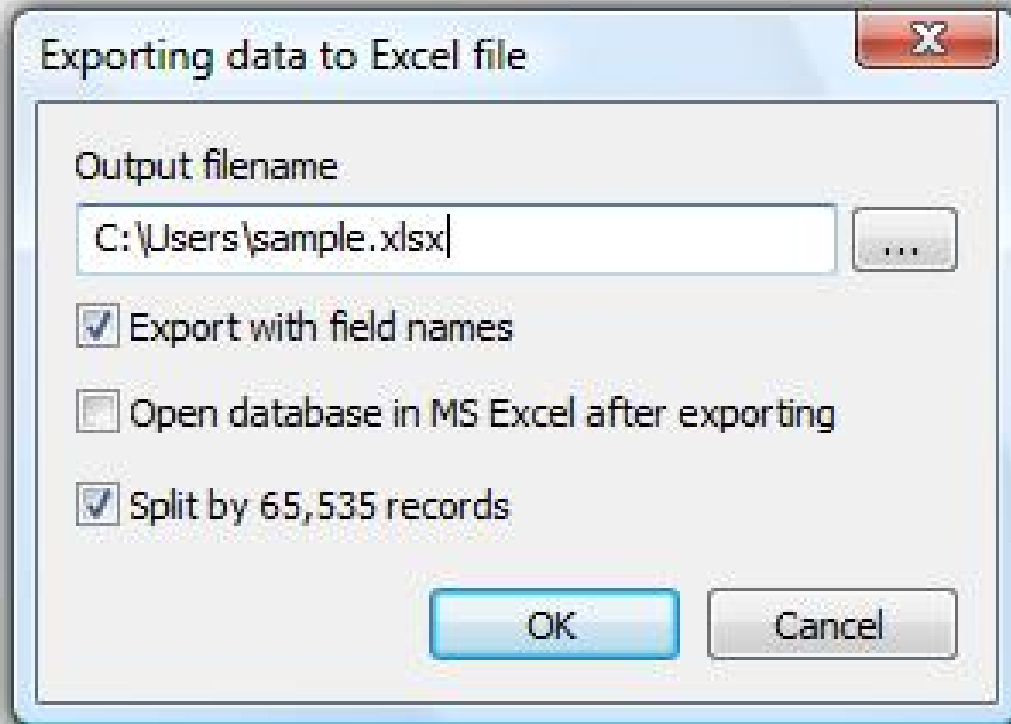 Exporting data to Excel file
X
Output filename
C:\Users\sample.xlsx
...
Export with field names
Open database in MS Excel after exporting
Split by 65,535 records
OK Cancel